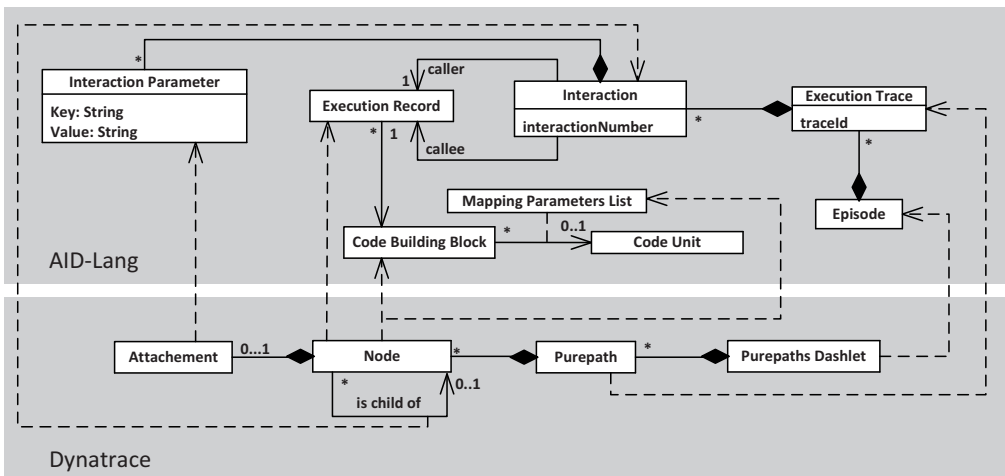 *
Interaction Parameter
Key: String
Value: String
1
caller
Execution Record
*
1
callee
Interaction
interactionNumber
*
Execution Trace
traceId
*
Episode
Mapping Parameters List
Code Building Block
*
0..1
Code Unit
AID-Lang
Attachement
0...1
Node
*
*
0..1
is child of
Purepath
*
Purepaths Dashlet
Dynatrace